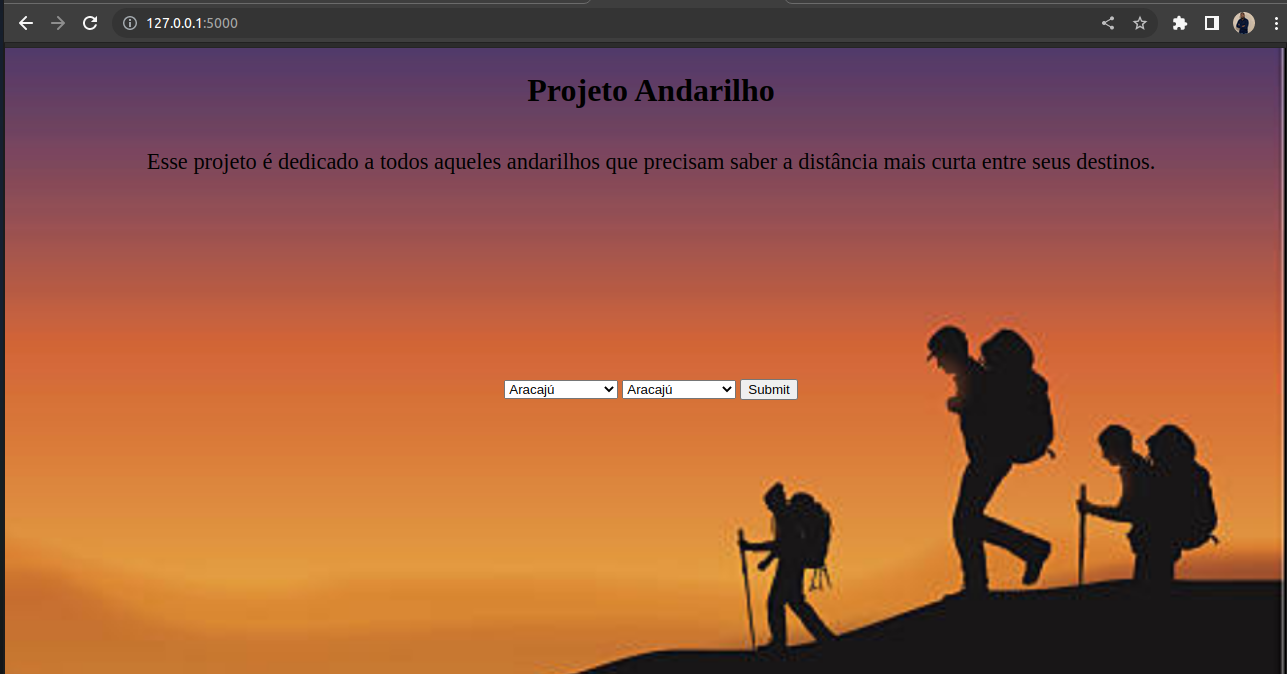 127.0.0.1:5000
Projeto Andarilho
Esse projeto é dedicado a todos aqueles andarilhos que precisam saber a distância mais curta entre seus destinos.
Aracajú Aracajú Submit